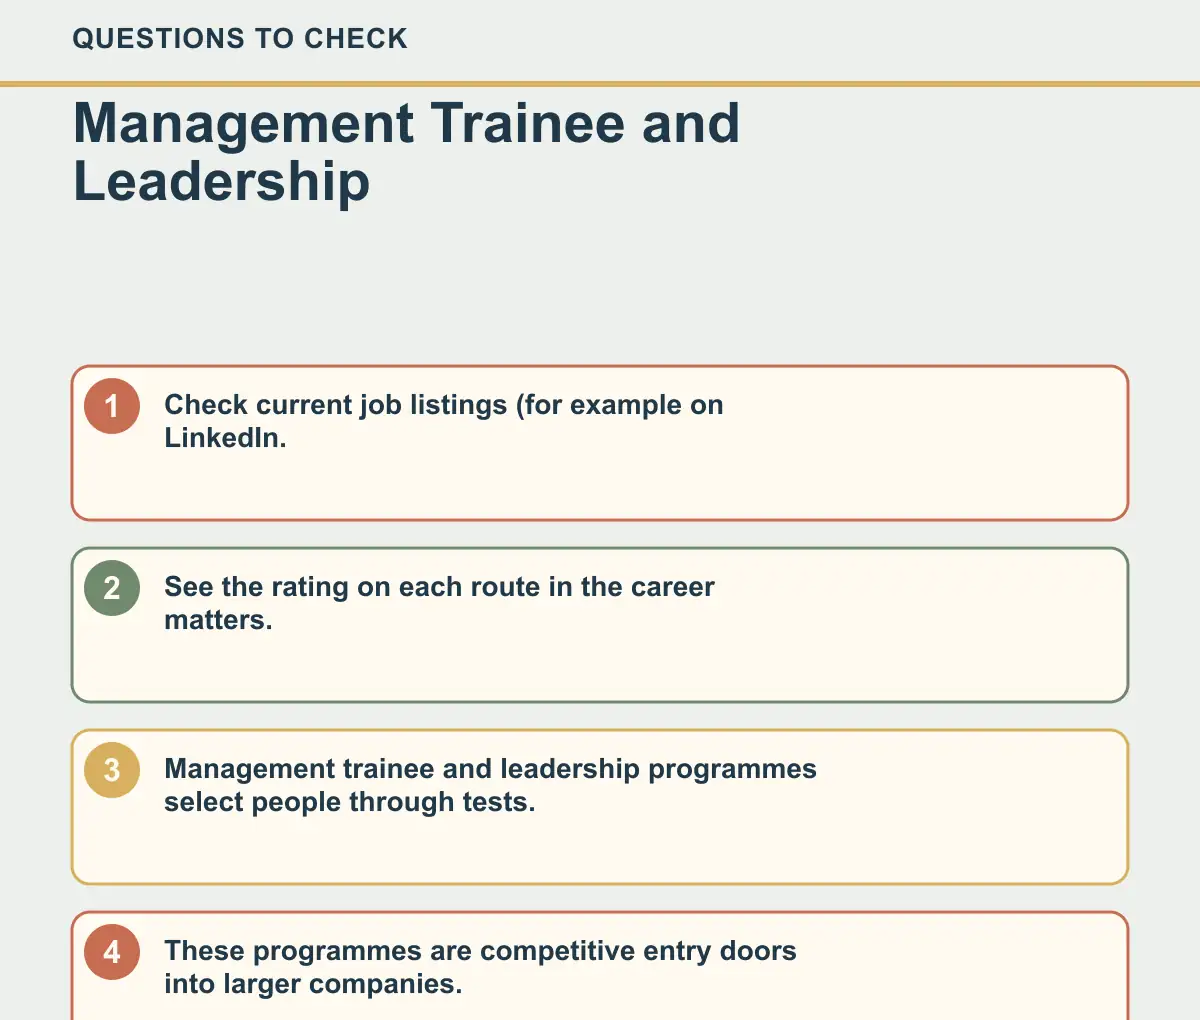 QUESTIONS TO CHECK
Management Trainee and
Leadership
1
Check current job listings (for example on
LinkedIn.
2
See the rating on each route in the career
matters.
3
Management trainee and leadership programmes
select people through tests.
4
These programmes are competitive entry doors
into larger companies.